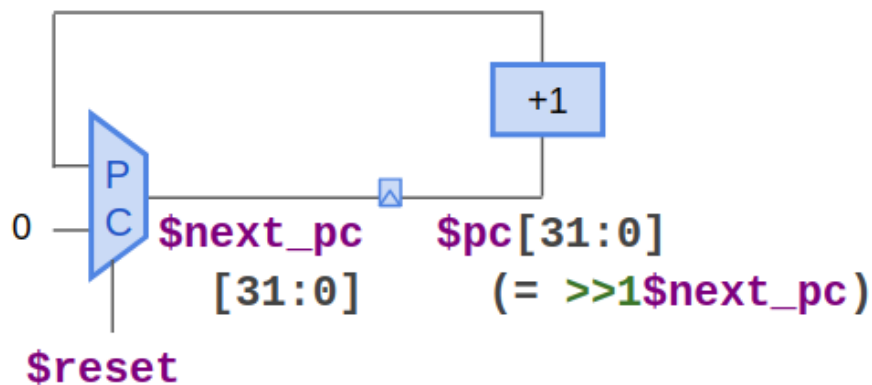 +1
P
C
0
$next_pc
[31:0]
$pc[31:0]
(= >>1$next_pc)
$reset